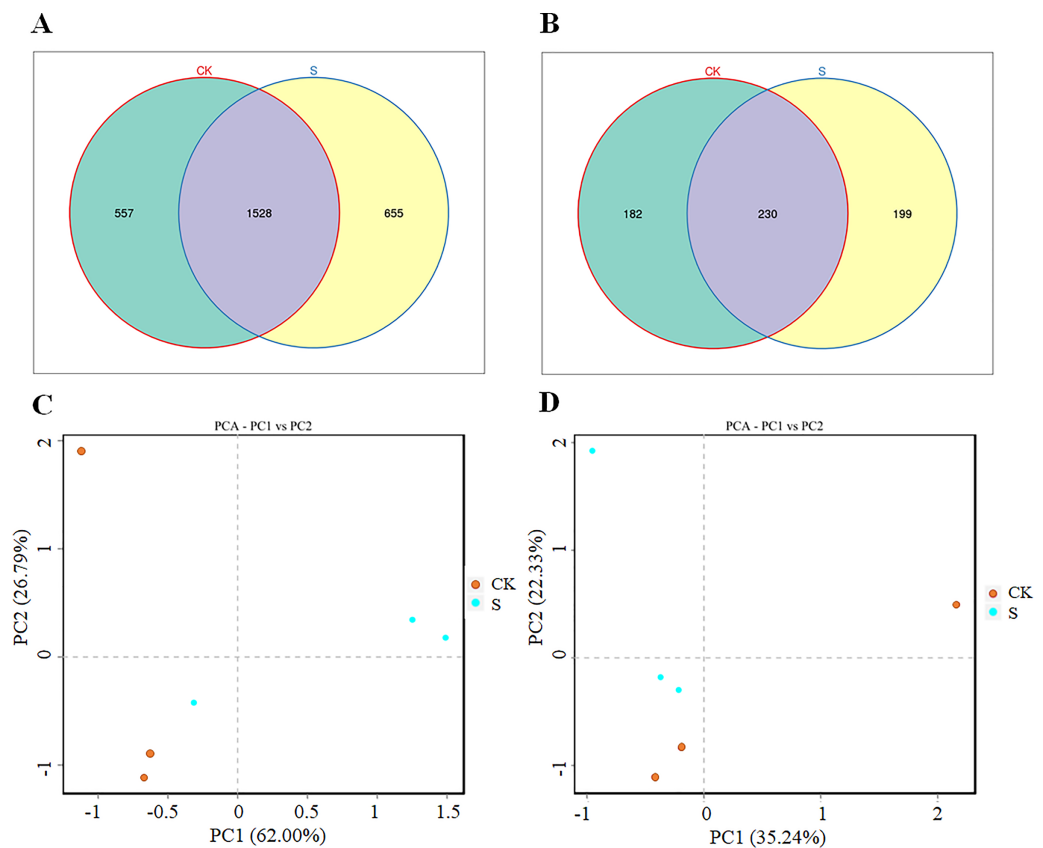 A
B
CK
S
557
1528
655
CK
S
182
230
199
C
D
PCA - PC1 vs PC2
2
1
0
-1
PC2 (26.79%)
-1
-0.5
0
0.5
1
1.5
PC1 (62.00%)
CK
S
PCA - PC1 vs PC2
2
1
0
-1
PC2 (22.33%)
-1
0
1
2
PC1 (35.24%)
CK
S